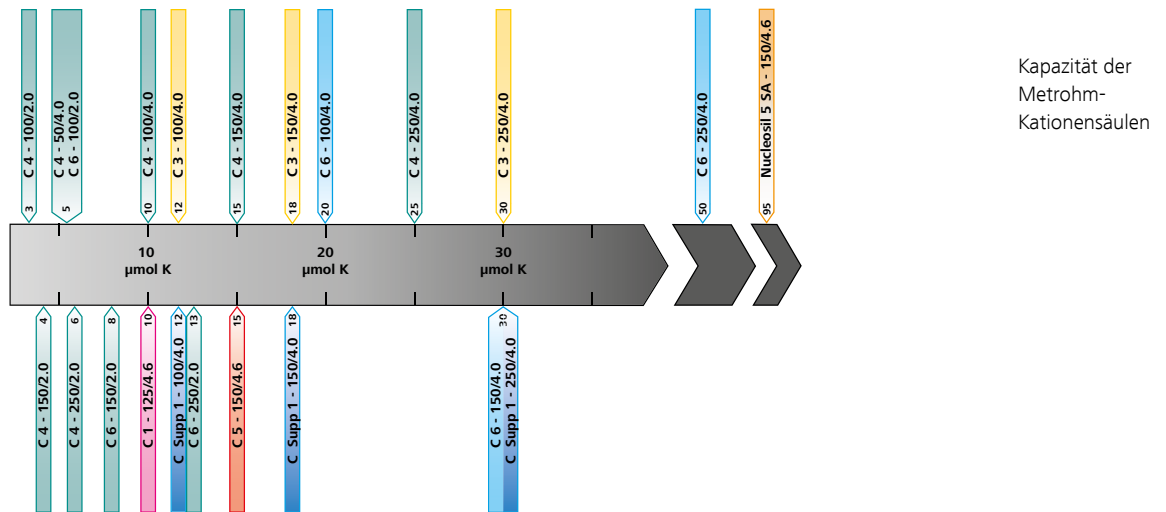 C 4 - 100/2.0
3
C 4 - 50/4.0
C 6 - 100/2.0
5
C 4 - 100/4.0
10
C 3 - 100/4.0
12
C 4 - 150/4.0
15
C 3 - 150/4.0
18
C 6 - 100/4.0
20
C 4 - 250/4.0
25
C 3 - 250/4.0
30
C 6 - 250/4.0
50
Nucleosil 5 SA - 150/4.6
95
Kapazität der
Metrohm-
Kationensäulen
10
µmol K
20
µmol K
30
µmol K
4
C 4 - 150/2.0
6
C 4 - 250/2.0
8
C 6 - 150/2.0
10
C 1 - 125/4.6
12
C Supp 1 - 100/4.0
13
C 6 - 250/2.0
15
C 5 - 150/4.6
18
C Supp 1 - 150/4.0
30
C 6 - 150/4.0
C Supp 1 - 250/4.0